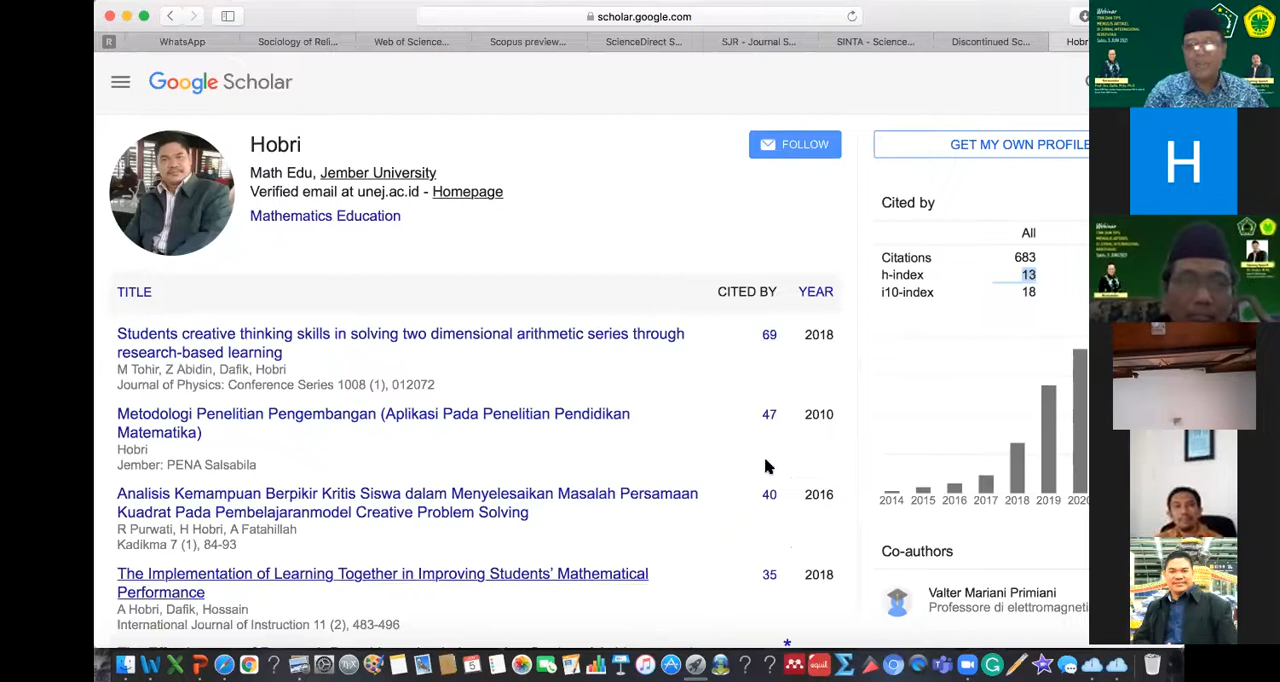 scholar.google.com
R
WhatsApp
Sociology of Reli...
Web of Science...
Scopus preview...
ScienceDirect S...
SJR - Journal S...
SINTA - Science...
Discontinued Sc...
Hobri
Google Scholar
Hobri
FOLLOW
Math Edu, Jember University
Verified email at unej.ac.id - Homepage
Mathematics Education
GET MY OWN PROFILE
Cited by
All
Citations 683
h-index 13
i10-index 18
2014 2015 2016 2017 2018 2019 2020
Co-authors
Valter Mariani Primiani
Professore di elettromagneti
TITLE CITED BY YEAR
Students creative thinking skills in solving two dimensional arithmetic series through 69 2018
research-based learning
M Tohir, Z Abidin, Dafik, Hobri
Journal of Physics: Conference Series 1008 (1), 012072
Metodologi Penelitian Pengembangan (Aplikasi Pada Penelitian Pendidikan 47 2010
Matematika)
Hobri
Jember: PENA Salsabila
Analisis Kemampuan Berpikir Kritis Siswa dalam Menyelesaikan Masalah Persamaan 40 2016
Kuadrat Pada Pembelajaranmodel Creative Problem Solving
R Purwati, H Hobri, A Fatahillah
Kadikma 7 (1), 84-93
The Implementation of Learning Together in Improving Students' Mathematical 35 2018
Performance
A Hobri, Dafik, Hossain
International Journal of Instruction 11 (2), 483-496
*
H
Webinar
Webinar